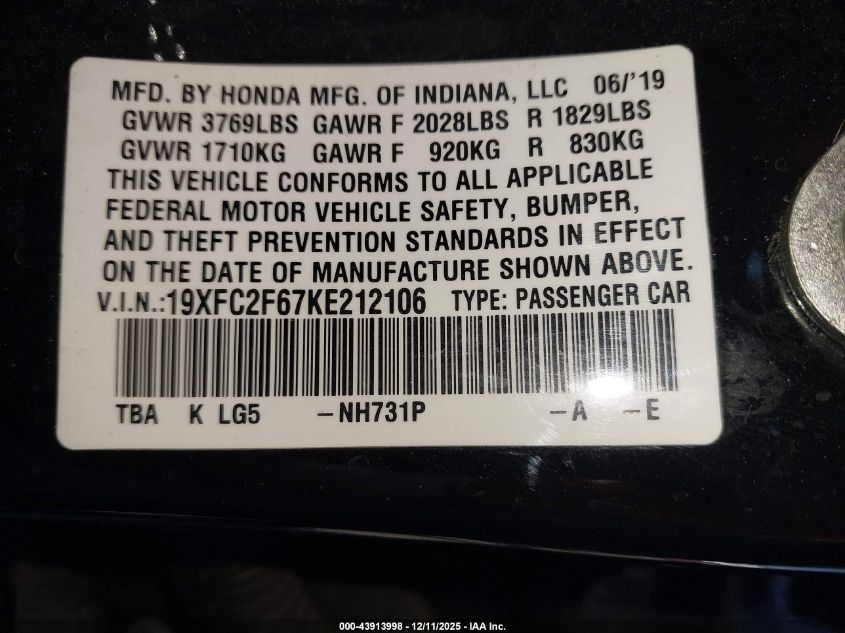 MFD. BY HONDA MFG. OF INDIANA, LLC 06/'19
GVWR 3769LBS GAWR F 2028LBS R 1829LBS
GVWR 1710KG GAWR F 920KG R 830KG
THIS VEHICLE CONFORMS TO ALL APPLICABLE
FEDERAL MOTOR VEHICLE SAFETY, BUMPER,
AND THEFT PREVENTION STANDARDS IN EFFECT
ON THE DATE OF MANUFACTURE SHOWN ABOVE.
V.I.N.:19XFC2F67KE212106 TYPE: PASSENGER CAR
TBA K LG5 -NH731P -A -E
000-43913998 - 12/11/2025 - IAA Inc.